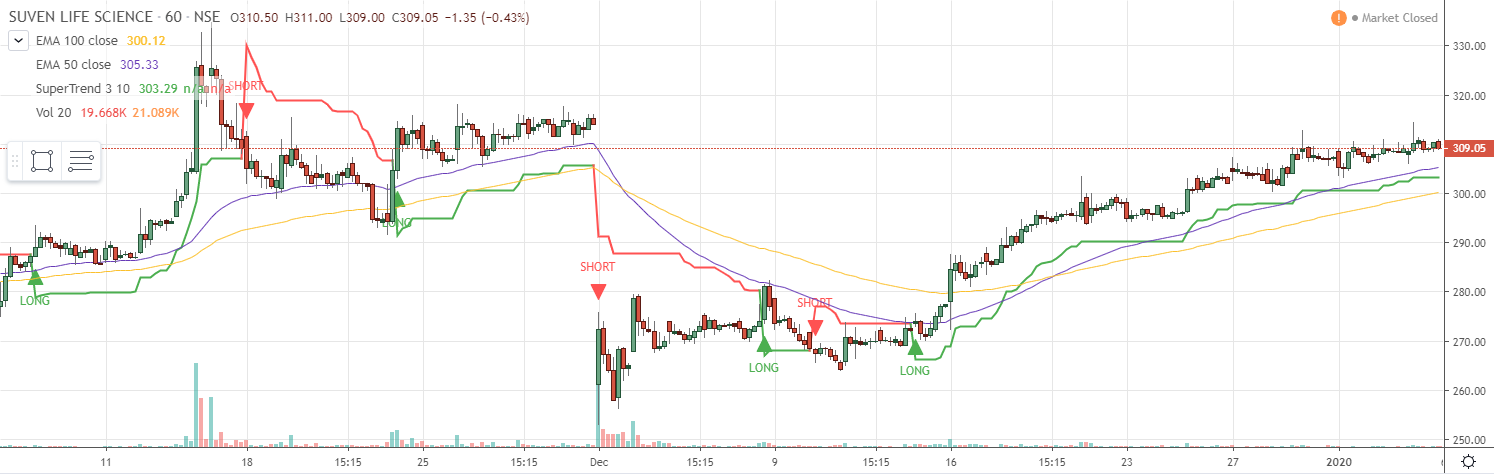 SUVEN LIFE SCIENCE · 60 · NSE O310.50 H311.00 L309.00 C309.05 −1.35 (−0.43%)
! ● Market Closed
EMA 100 close 300.12
EMA 50 close 305.33
SuperTrend 3 10 303.29 n/a n/a
Vol 20 19.668K 21.089K
SHORT
LONG
LONG
SHORT
LONG
SHORT
LONG
330.00
320.00
309.05
300.00
290.00
280.00
270.00
260.00
250.00
11 18 15:15 25 15:15 Dec 15:15 9 15:15 16 15:15 23 27 2020